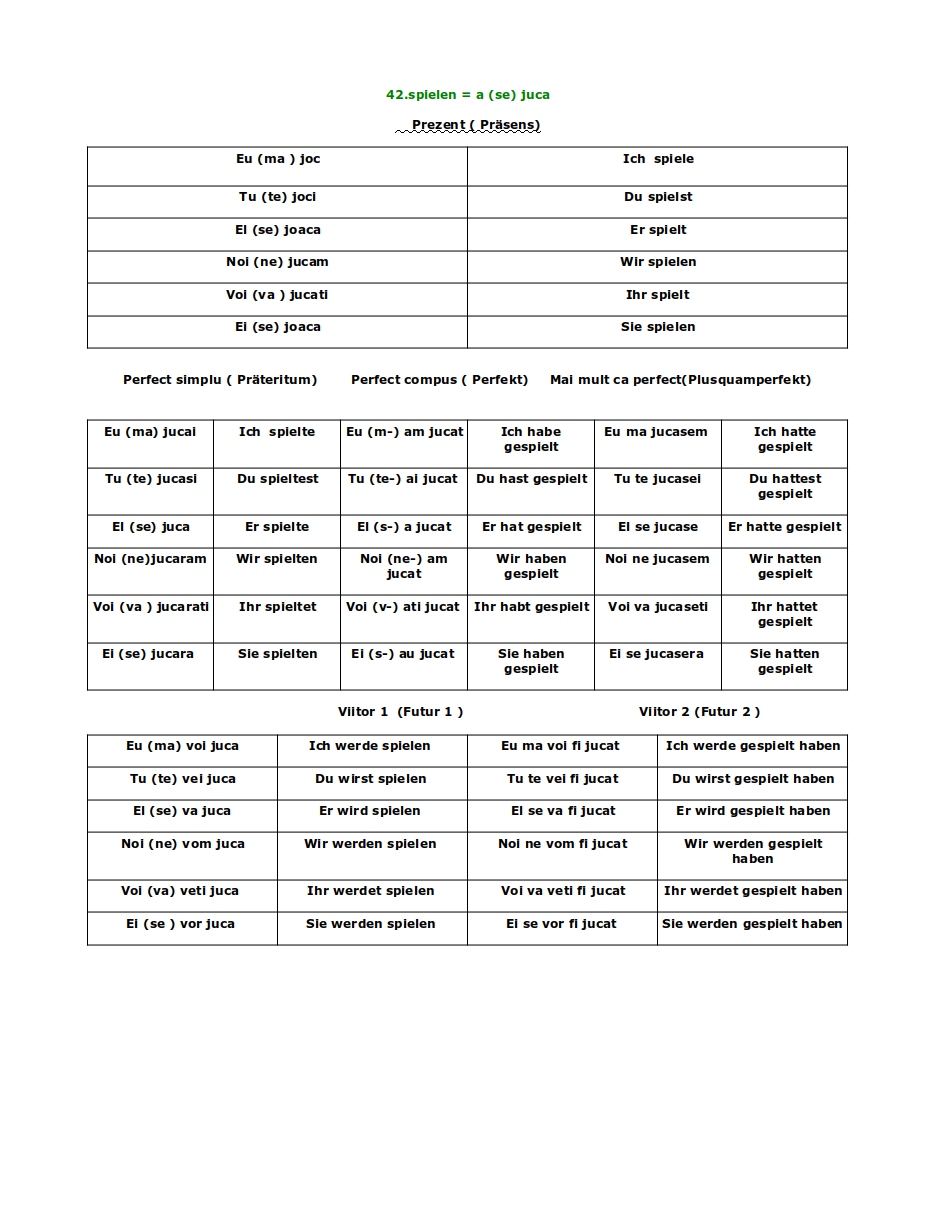 42.spielen = a (se) juca
Prezent ( Präsens)
Eu (ma ) joc Ich  spiele
Tu (te) joci Du spielst
El (se) joaca Er spielt
Noi (ne) jucam Wir spielen
Voi (va ) jucati Ihr spielt
Ei (se) joaca Sie spielen
Perfect simplu ( Präteritum) Perfect compus ( Perfekt) Mai mult ca perfect(Plusquamperfekt)
Eu (ma) jucai Ich  spielte Eu (m-) am jucat Ich habe Eu ma jucasem Ich hatte
gespielt gespielt
Tu (te) jucasi Du spieltest Tu (te-) ai jucat Du hast gespielt Tu te jucasei Du hattest
gespielt
El (se) juca Er spielte El (s-) a jucat Er hat gespielt El se jucase Er hatte gespielt
Noi (ne)jucaram Wir spielten Noi (ne-) am Wir haben Noi ne jucasem Wir hatten
jucat gespielt gespielt
Voi (va ) jucarati Ihr spieltet Voi (v-) ati jucat Ihr habt gespielt Voi va jucaseti Ihr hattet
gespielt
Ei (se) jucara Sie spielten Ei (s-) au jucat Sie haben Ei se jucasera Sie hatten
gespielt gespielt
Viitor 1  (Futur 1 ) Viitor 2 (Futur 2 )
Eu (ma) voi juca Ich werde spielen Eu ma voi fi jucat Ich werde gespielt haben
Tu (te) vei juca Du wirst spielen Tu te vei fi jucat Du wirst gespielt haben
El (se) va juca Er wird spielen El se va fi jucat Er wird gespielt haben
Noi (ne) vom juca Wir werden spielen Noi ne vom fi jucat Wir werden gespielt
haben
Voi (va) veti juca Ihr werdet spielen Voi va veti fi jucat Ihr werdet gespielt haben
Ei (se ) vor juca Sie werden spielen Ei se vor fi jucat Sie werden gespielt haben